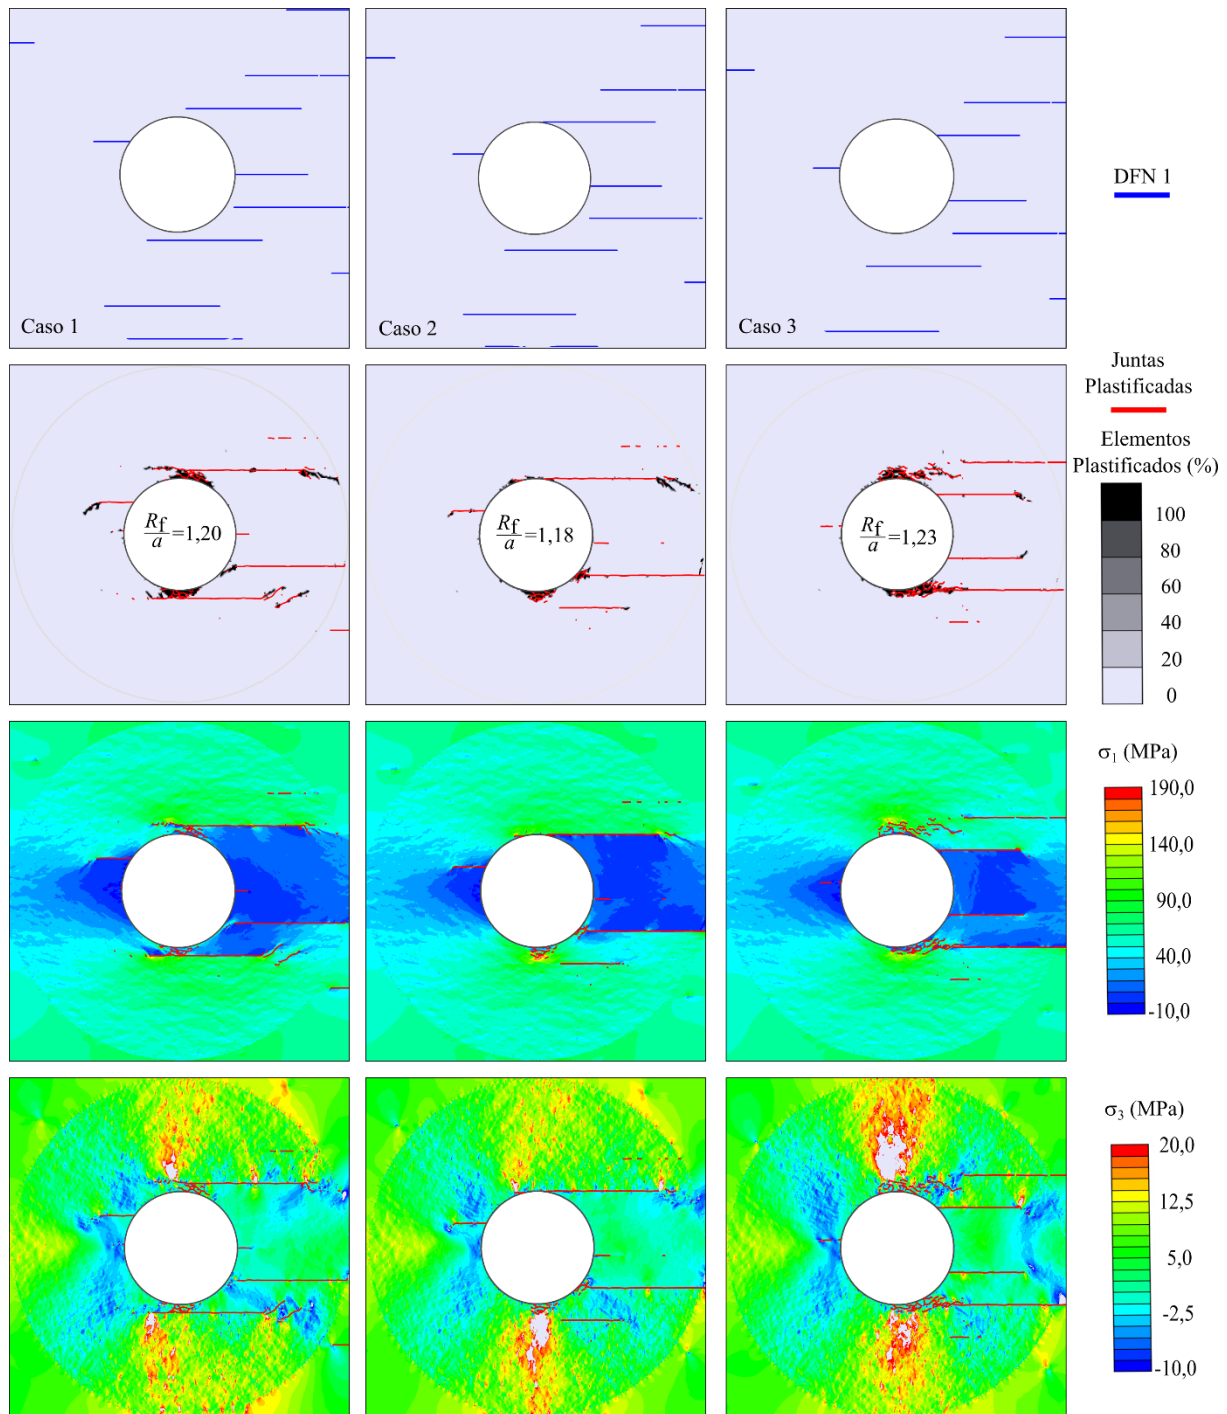 DFN 1
Caso 1
Caso 2
Caso 3
Juntas
Plastificadas
Elementos
Plastificados (%)
100
80
60
40
20
0
Rf/a=1,20
Rf/a=1,18
Rf/a=1,23
σ1 (MPa)
190,0
140,0
90,0
40,0
-10,0
σ3 (MPa)
20,0
12,5
5,0
-2,5
-10,0